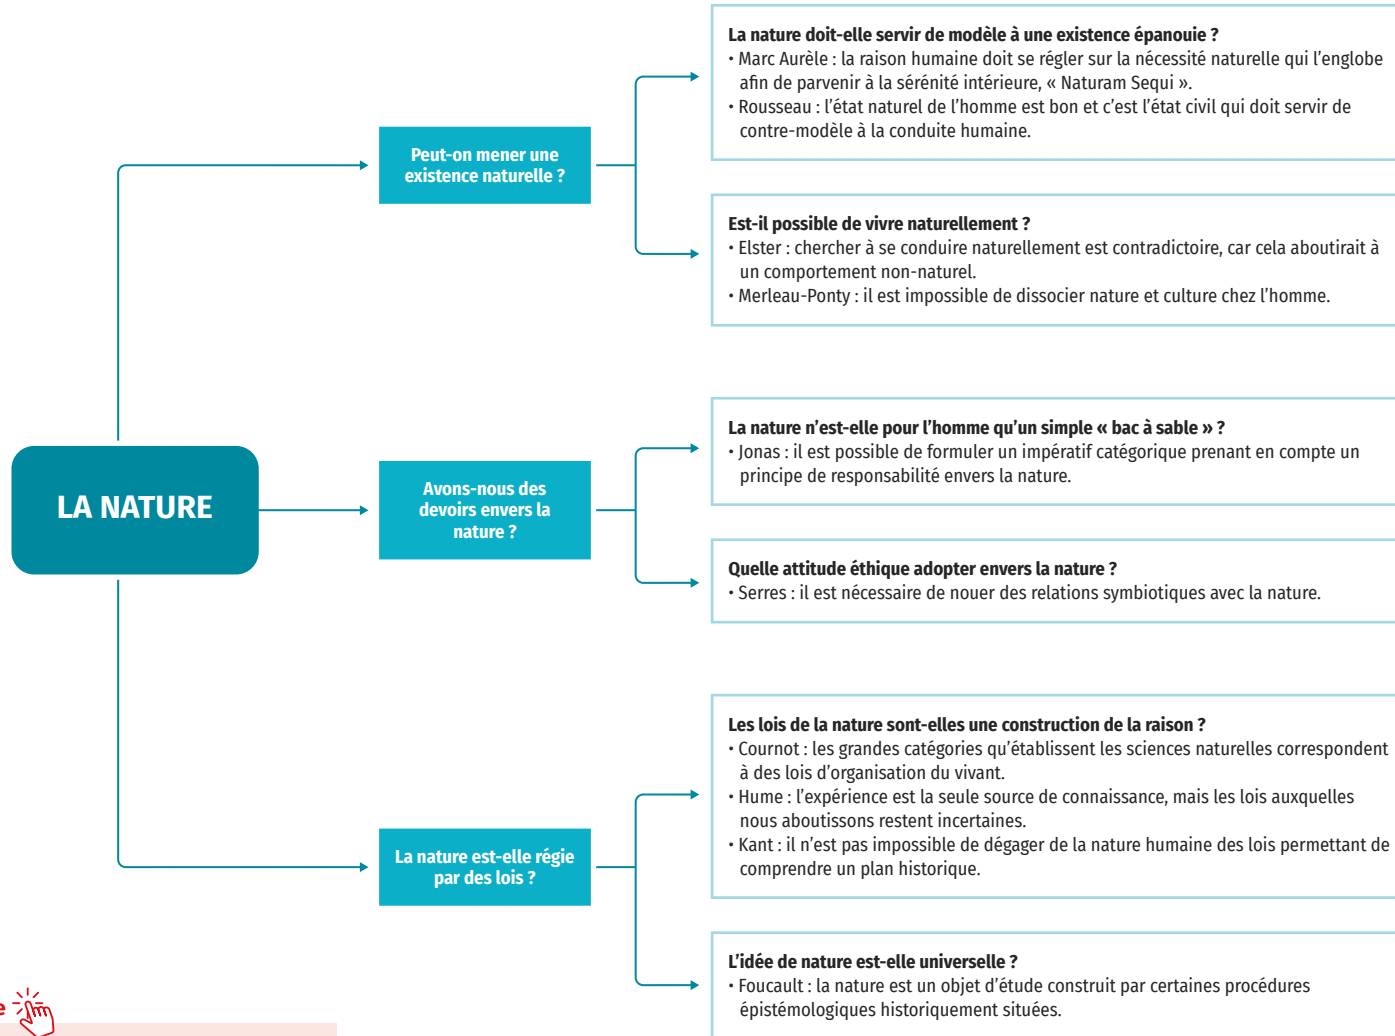 La nature doit-elle servir de modèle à une existence épanouie ?
• Marc Aurèle : la raison humaine doit se régler sur la nécessité naturelle qui l’englobe
afin de parvenir à la sérénité intérieure, « Naturam Sequi ».
• Rousseau : l’état naturel de l’homme est bon et c’est l’état civil qui doit servir de
contre-modèle à la conduite humaine.
Peut-on mener une
existence naturelle ?
Est-il possible de vivre naturellement ?
• Elster : chercher à se conduire naturellement est contradictoire, car cela aboutirait à
un comportement non-naturel.
• Merleau-Ponty : il est impossible de dissocier nature et culture chez l’homme.
LA NATURE
Avons-nous des
devoirs envers la
nature ?
La nature n’est-elle pour l’homme qu’un simple « bac à sable » ?
• Jonas : il est possible de formuler un impératif catégorique prenant en compte un
principe de responsabilité envers la nature.
Quelle attitude éthique adopter envers la nature ?
• Serres : il est nécessaire de nouer des relations symbiotiques avec la nature.
La nature est-elle régie
par des lois ?
Les lois de la nature sont-elles une construction de la raison ?
• Cournot : les grandes catégories qu’établissent les sciences naturelles correspondent
à des lois d’organisation du vivant.
• Hume : l’expérience est la seule source de connaissance, mais les lois auxquelles
nous aboutissons restent incertaines.
• Kant : il n’est pas impossible de dégager de la nature humaine des lois permettant de
comprendre un plan historique.
L’idée de nature est-elle universelle ?
• Foucault : la nature est un objet d’étude construit par certaines procédures
épistémologiques historiquement situées.